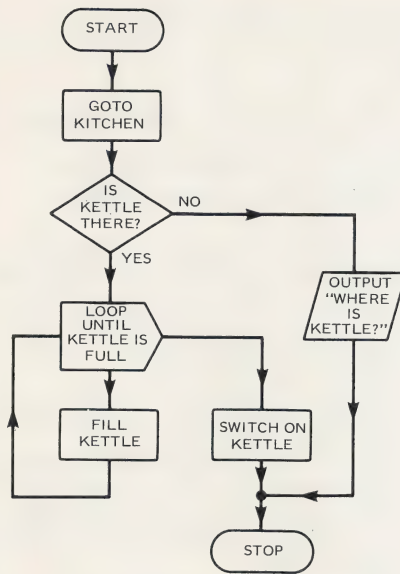 START
GOTO
KITCHEN
IS
KETTLE
THERE?
NO
YES
OUTPUT
"WHERE
IS
KETTLE?"
LOOP
UNTIL
KETTLE IS
FULL
FILL
KETTLE
SWITCH ON
KETTLE
STOP